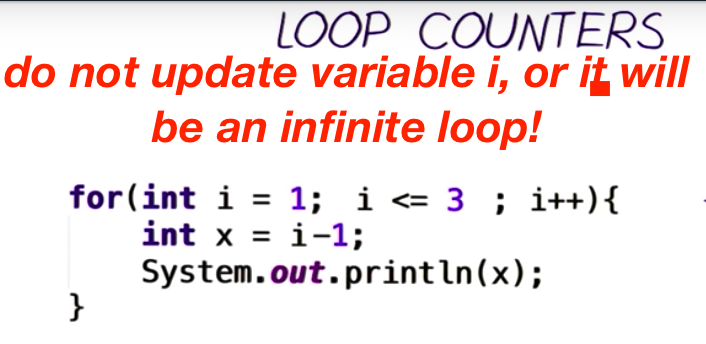 LOOP COUNTERS
do not update variable i, or it will
be an infinite loop!
for(int i = 1; i <= 3 ; i++){
    int x = i-1;
    System.out.println(x);
}